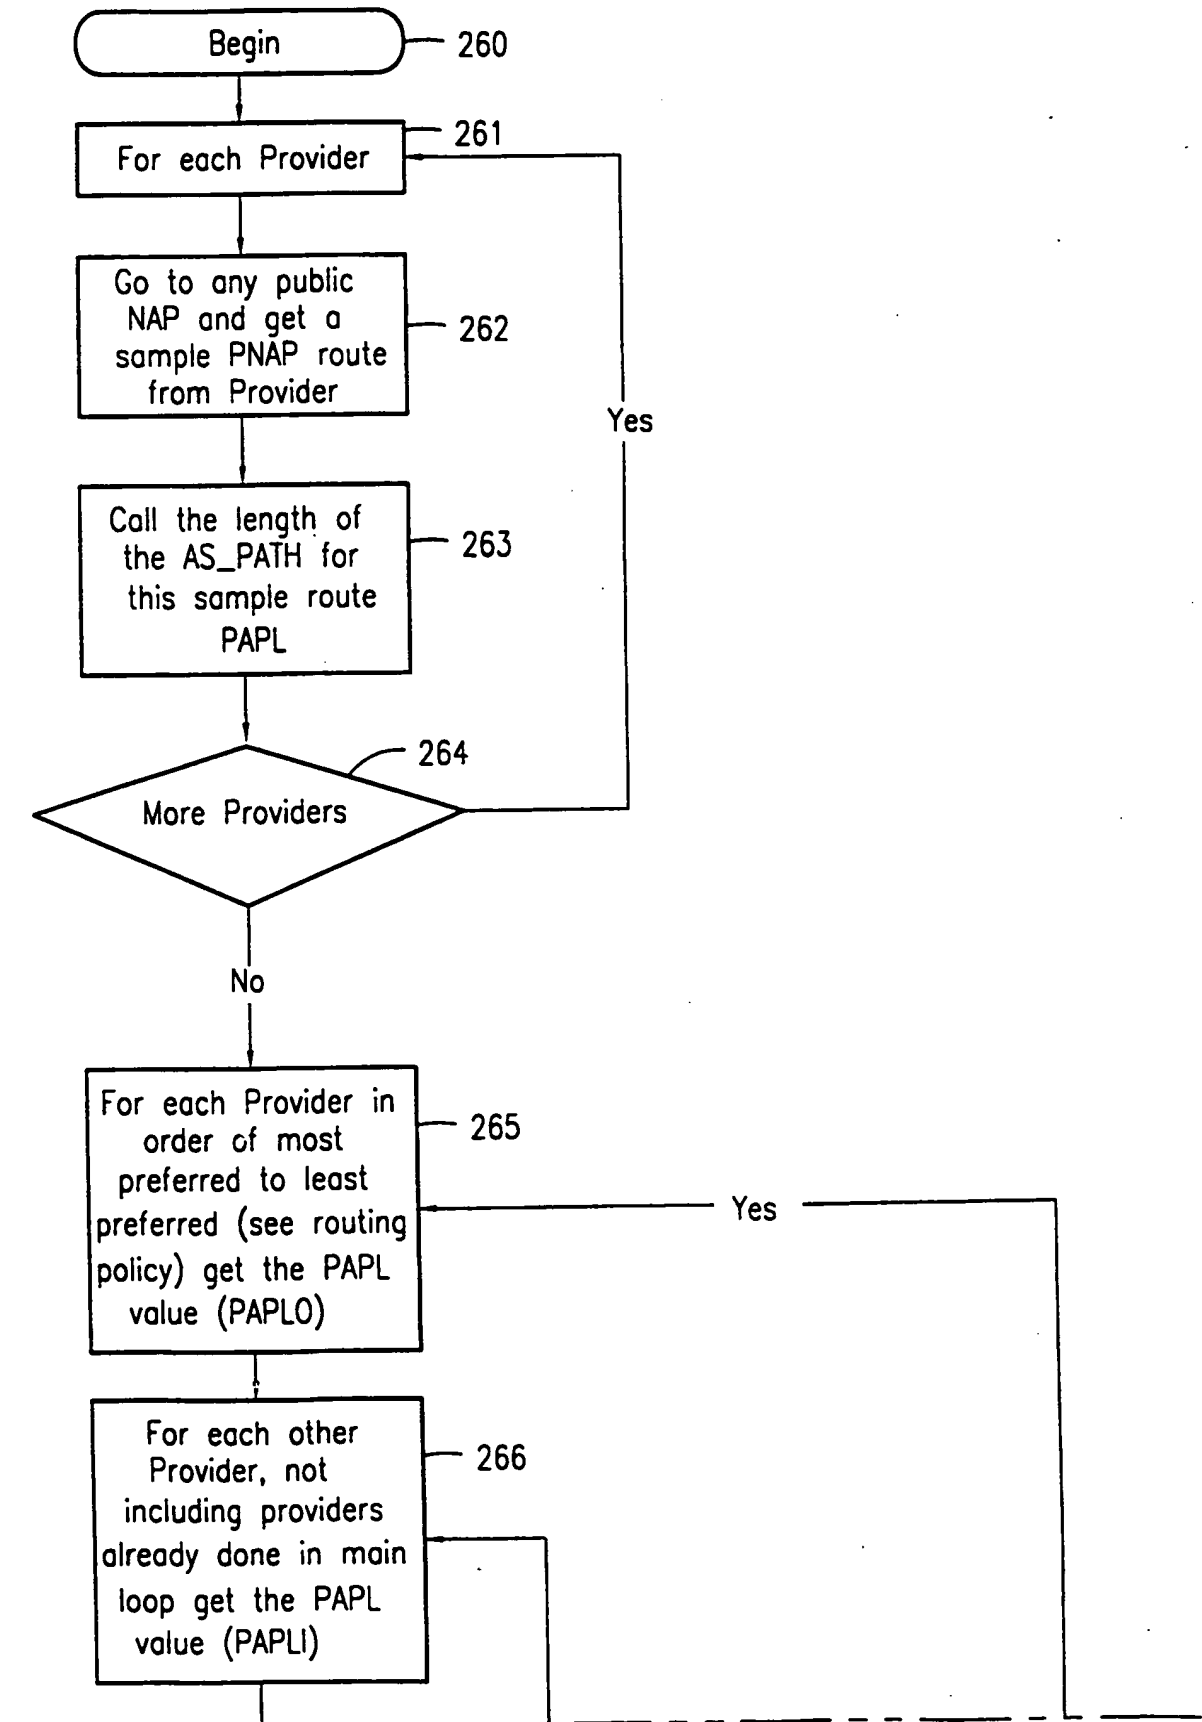 Begin
260
For each Provider
261
Go to any public
NAP and get a
sample PNAP route
from Provider
262
Yes
Call the length of
the AS_PATH for
this sample route
PAPL
263
More Providers
264
No
For each Provider in
order of most
preferred to least
preferred (see routing
policy) get the PAPL
value (PAPLO)
265
Yes
For each other
Provider, not
including providers
already done in main
loop get the PAPL
value (PAPLI)
266